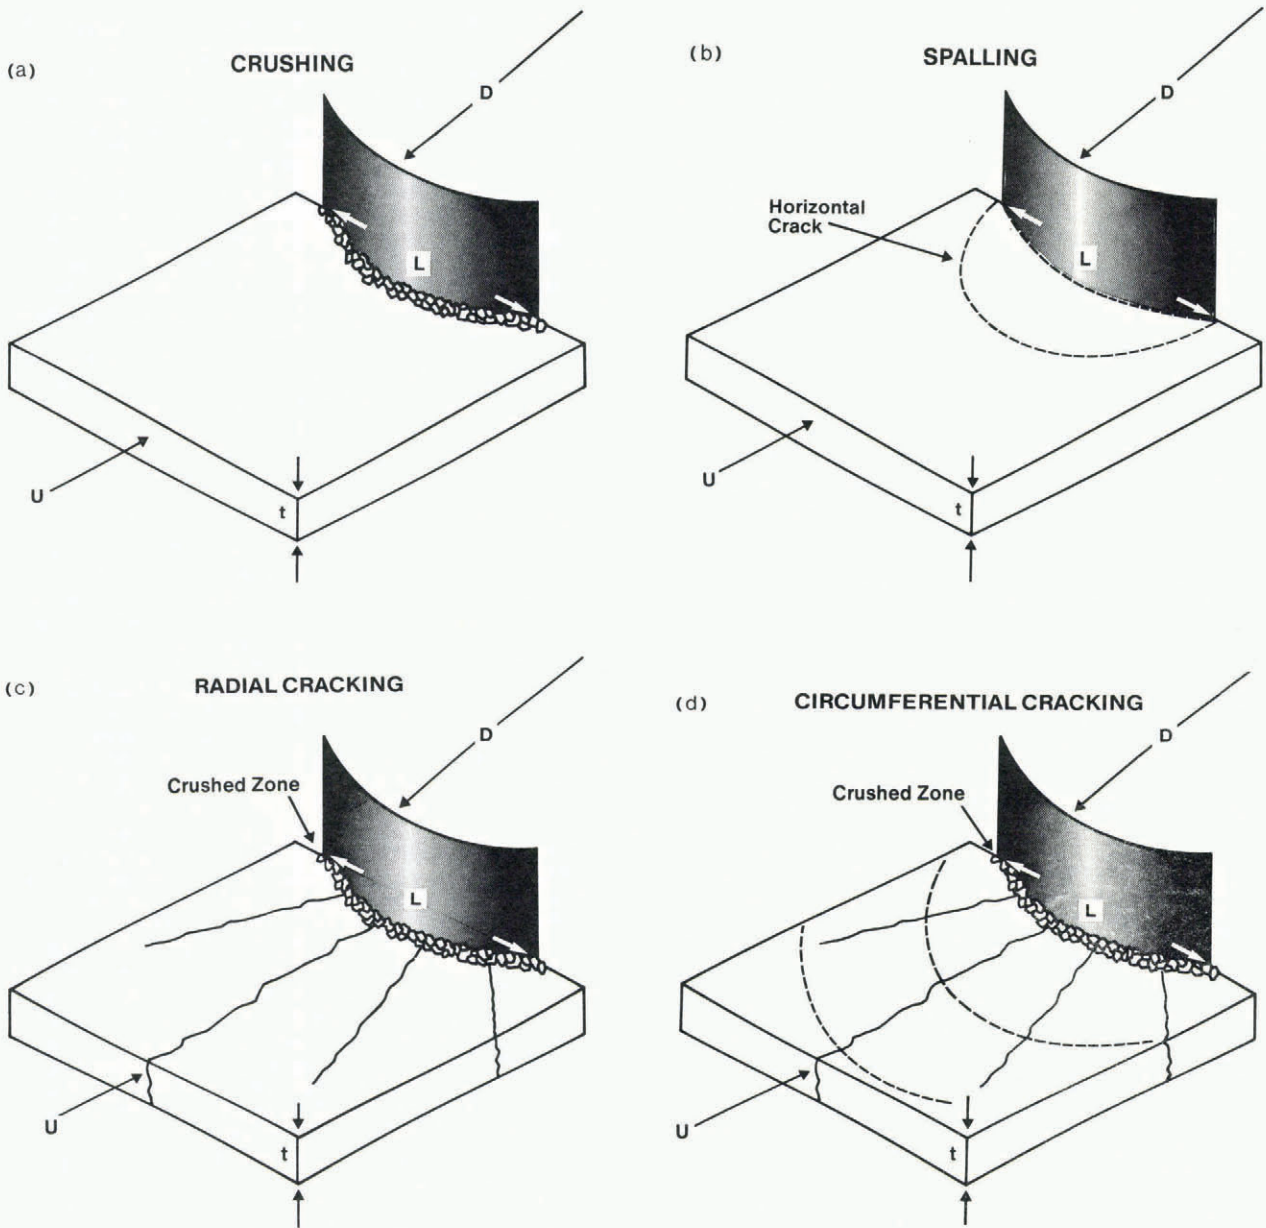 (a)
CRUSHING
D
L
U
t
(b)
SPALLING
D
Horizontal
Crack
L
U
t
(c)
RADIAL CRACKING
D
Crushed Zone
L
U
t
(d)
CIRCUMFERENTIAL CRACKING
D
Crushed Zone
L
U
t